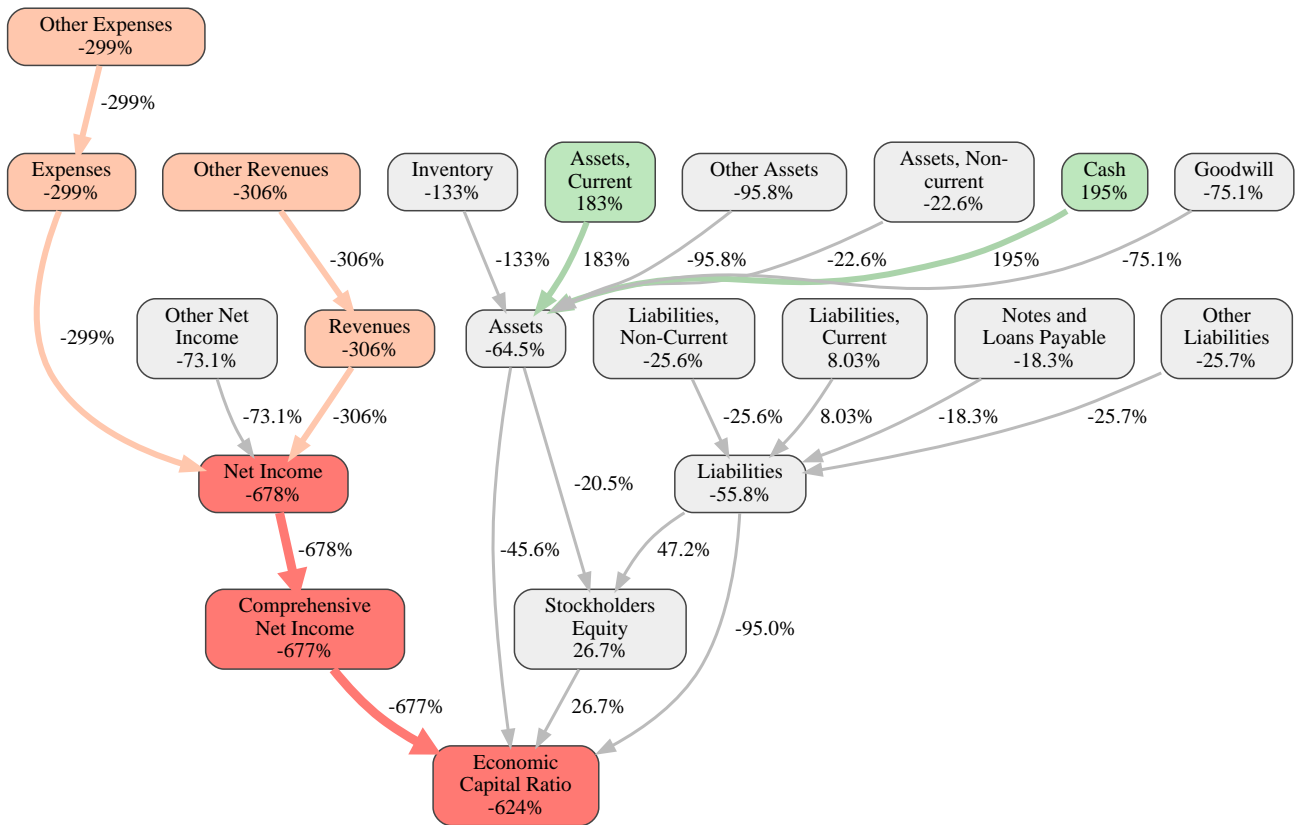 Other Expenses
-299%
-299%
Expenses
-299%
Other Revenues
-306%
Inventory
-133%
Assets,
Current
183%
Other Assets
-95.8%
Assets, Non-
current
-22.6%
Cash
195%
Goodwill
-75.1%
-306%
-133%
183%
-95.8%
-22.6%
195%
-75.1%
-299%
Other Net
Income
-73.1%
Revenues
-306%
Assets
-64.5%
Liabilities,
Non-Current
-25.6%
Liabilities,
Current
8.03%
Notes and
Loans Payable
-18.3%
Other
Liabilities
-25.7%
-73.1%
-306%
-25.6%
8.03%
-18.3%
-25.7%
Net Income
-678%
-20.5%
Liabilities
-55.8%
-678%
-45.6%
47.2%
Comprehensive
Net Income
-677%
Stockholders
Equity
26.7%
-95.0%
-677%
26.7%
Economic
Capital Ratio
-624%